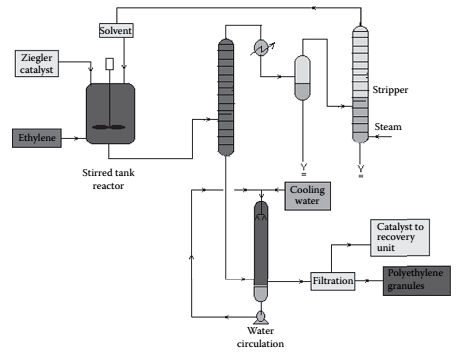 Solvent
Ziegler
catalyst
Stripper
Ethylene
Steam
Stirred tank
reactor
Cooling
water
Catalyst to
recovery
unit
Filtration
Polyethylene
granules
Water
circulation